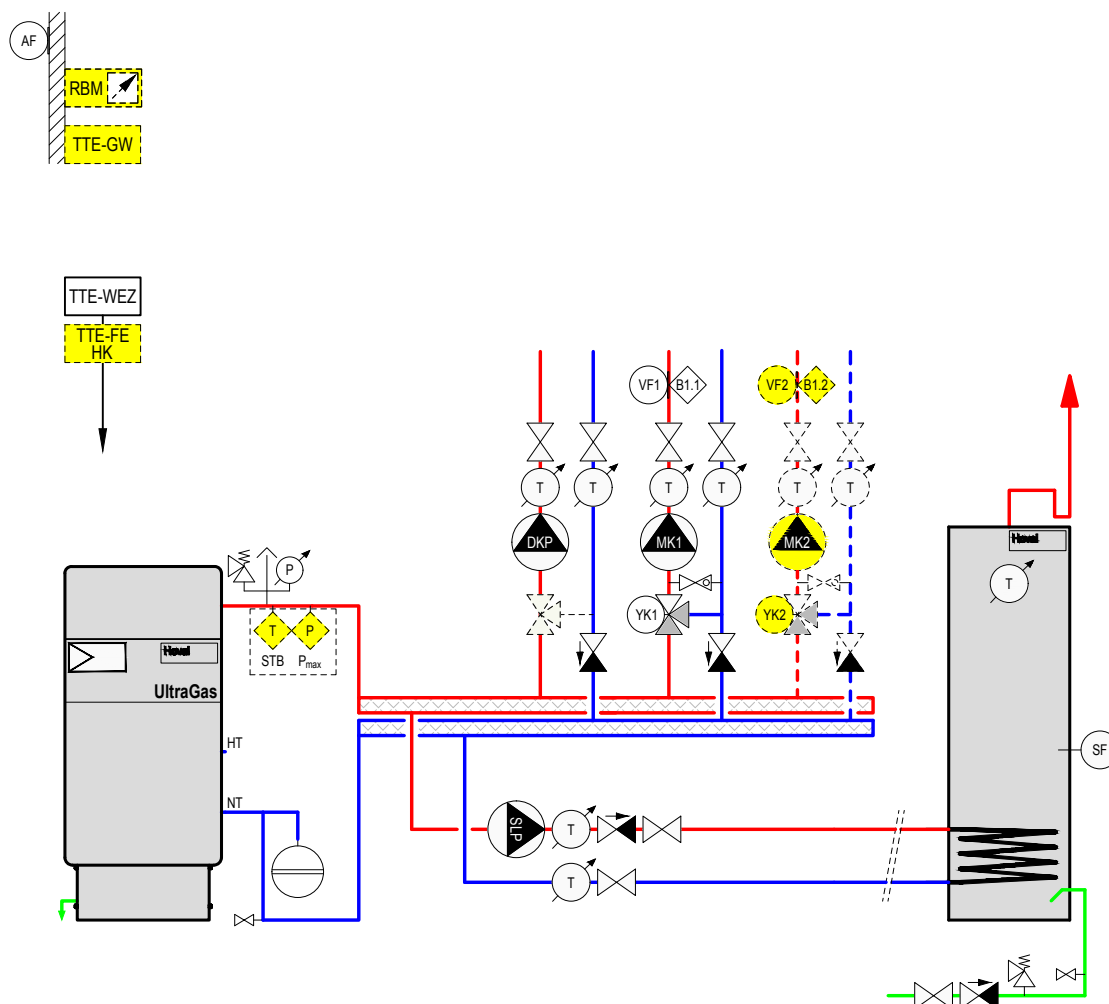 AF
RBM
TTE-GW
TTE-WEZ
TTE-FE
HK
VF1
B1.1
VF2
B1.2
T
T
T
T
T
T
DKP
MK1
MK2
P
Hoval
T
YK1
YK2
T
P
STB
Pmax
Hoval
UltraGas
HT
SF
NT
SLP
T
T